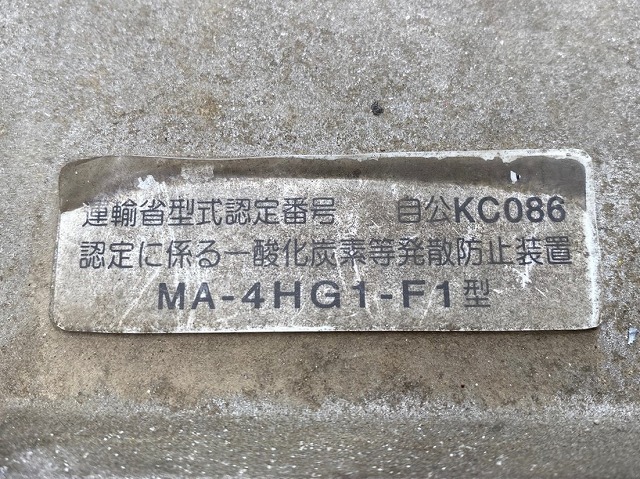 運輸省型式認定番号　自公KC086
認定に係る一酸化炭素等発散防止装置
MA-4HG1-F1型